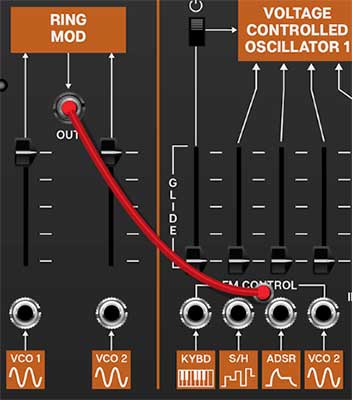 RING
MOD
VOLTAGE
CONTROLLED
OSCILLATOR 1
OUT
GLIDE
FM CONTROL
VCO 1
VCO 2
KYBD
S/H
ADSR
VCO 2